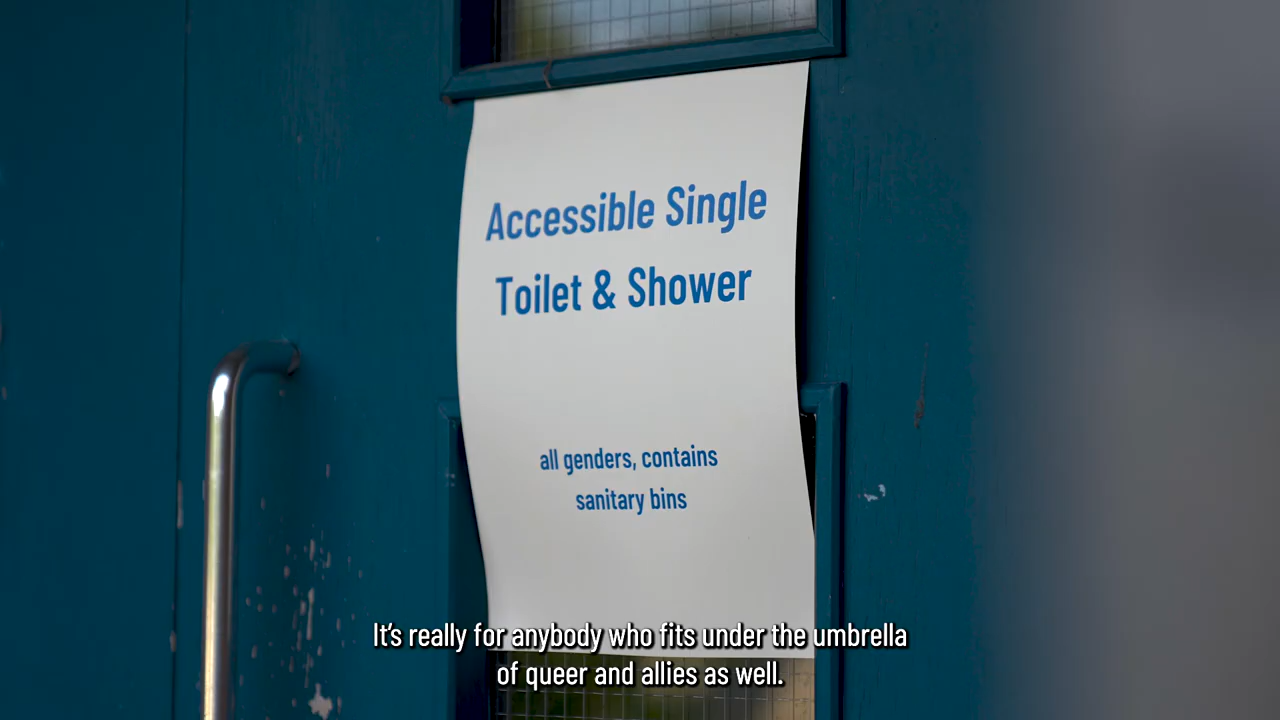 Accessible Single
Toilet & Shower
all genders, contains
sanitary bins
It's really for anybody who fits under the umbrella
of queer and allies as well.